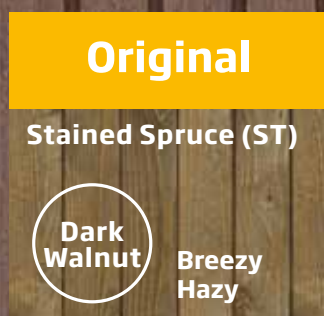 Original
Stained Spruce (ST)
Dark
Walnut
Breezy
Hazy